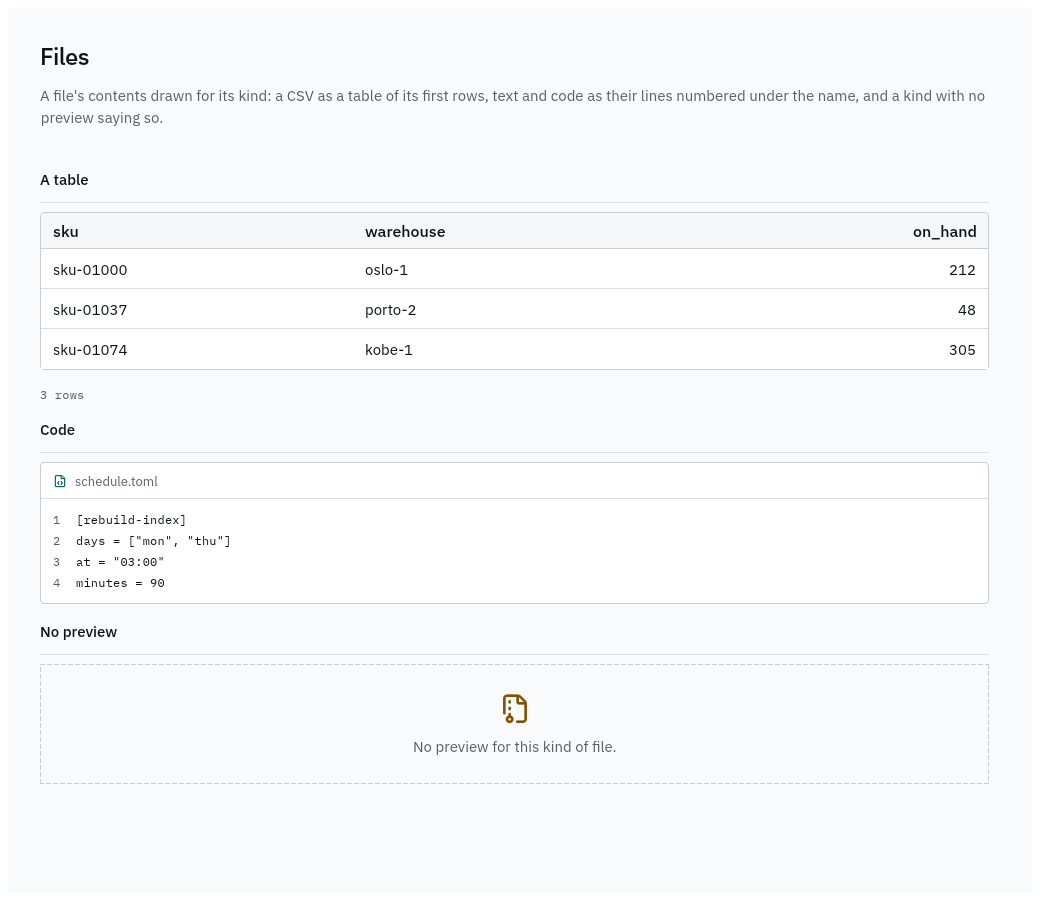 Files
A file's contents drawn for its kind: a CSV as a table of its first rows, text and code as their lines numbered under the name, and a kind with no
preview saying so.
A table
sku warehouse on_hand
sku-01000 oslo-1 212
sku-01037 porto-2 48
sku-01074 kobe-1 305
3 rows
Code
schedule.toml
1 [rebuild-index]
2 days = ["mon", "thu"]
3 at = "03:00"
4 minutes = 90
No preview
No preview for this kind of file.